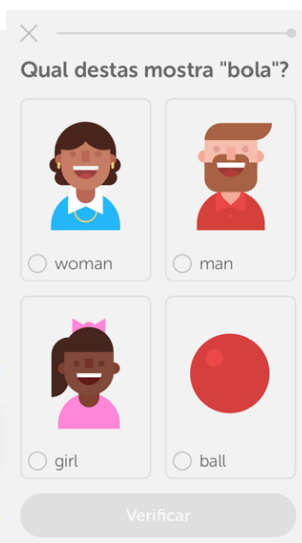 Qual destas mostra "bola"?
woman
man
girl
ball
Verificar